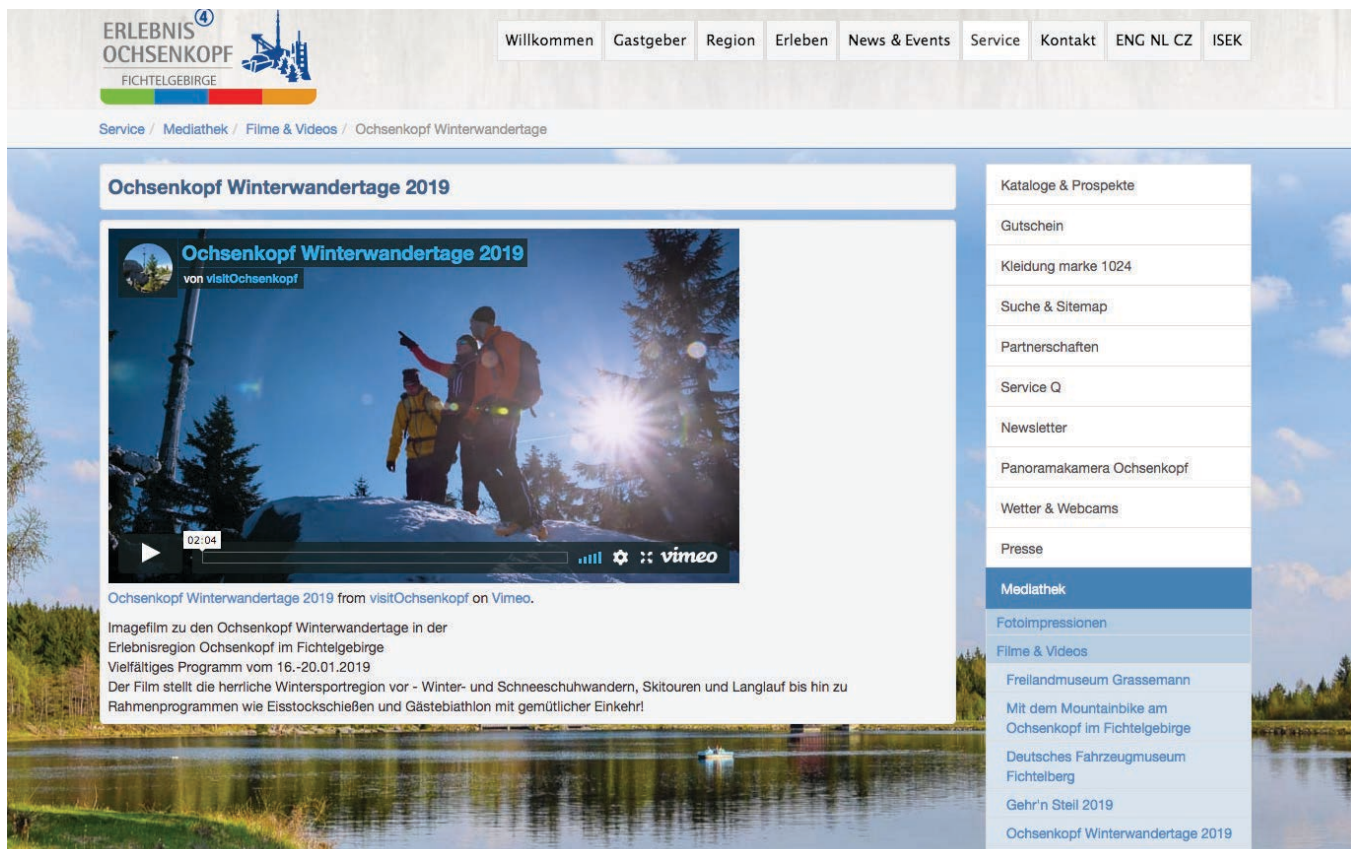 ERLEBNIS 4
OCHSENKOPF
FICHTELGEBIRGE
Willkommen Gastgeber Region Erleben News & Events Service Kontakt ENG NL CZ ISEK
Service / Mediathek / Filme & Videos / Ochsenkopf Winterwandertage
Ochsenkopf Winterwandertage 2019
Ochsenkopf Winterwandertage 2019
von visitOchsenkopf
02:04
vimeo
Ochsenkopf Winterwandertage 2019 from visitOchsenkopf on Vimeo.
Imagefilm zu den Ochsenkopf Winterwandertage in der
Erlebnisregion Ochsenkopf im Fichtelgebirge
Vielfältiges Programm vom 16.-20.01.2019
Der Film stellt die herrliche Wintersportregion vor - Winter- und Schneeschuhwandern, Skitouren und Langlauf bis hin zu
Rahmenprogrammen wie Eisstockschießen und Gästebiathlon mit gemütlicher Einkehr!
Kataloge & Prospekte
Gutschein
Kleidung marke 1024
Suche & Sitemap
Partnerschaften
Service Q
Newsletter
Panoramakamera Ochsenkopf
Wetter & Webcams
Presse
Mediathek
Fotoimpressionen
Filme & Videos
Freilandmuseum Grassemann
Mit dem Mountainbike am
Ochsenkopf im Fichtelgebirge
Deutsches Fahrzeugmuseum
Fichtelberg
Gehr'n Steil 2019
Ochsenkopf Winterwandertage 2019